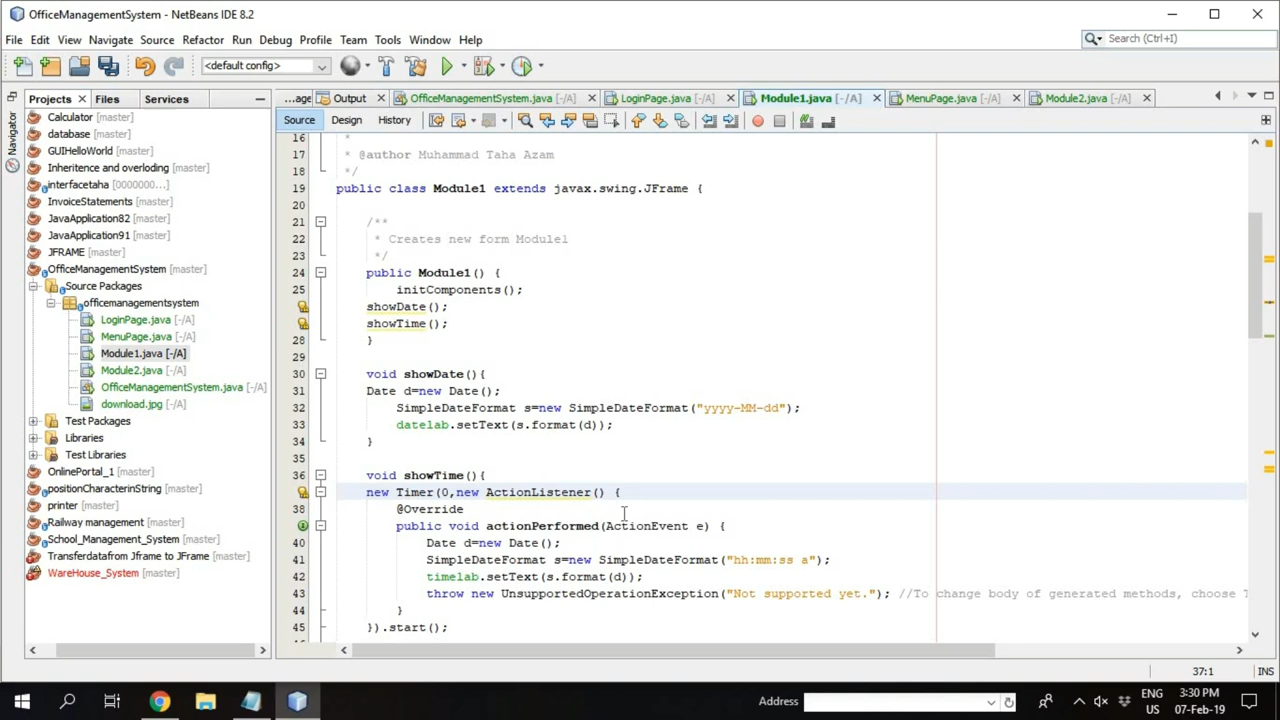 OfficeManagementSystem - NetBeans IDE 8.2
File Edit View Navigate Source Refactor Run Debug Profile Team Tools Window Help
Search (Ctrl+I)
<default config>
Projects Files Services
...age Output OfficeManagementSystem.java [-/A] LoginPage.java [-/A] Module1.java [-/A] MenuPage.java [-/A] Module2.java [-/A]
Source Design History
Navigator
Calculator [master]
database [master]
GUIHelloWorld [master]
Inheritence and overloding [master]
interfacetaha [0000000...]
InvoiceStatements [master]
JavaApplication82 [master]
JavaApplication91 [master]
JFRAME [master]
OfficeManagementSystem [master]
Source Packages
officemanagementsystem
LoginPage.java [-/A]
MenuPage.java [-/A]
Module1.java [-/A]
Module2.java [-/A]
OfficeManagementSystem.java [-/A]
download.jpg [-/A]
Test Packages
Libraries
Test Libraries
OnlinePortal_1 [master]
positionCharacterinString [master]
printer [master]
Railway management [master]
School_Management_System [master]
Transferdatafrom Jframe to JFrame [master]
WareHouse_System [master]
16 *
17 * @author Muhammad Taha Azam
18 */
19 public class Module1 extends javax.swing.JFrame {
20
21 /**
22 * Creates new form Module1
23 */
24 public Module1() {
25 initComponents();
showDate();
showTime();
28 }
29
30 void showDate(){
31 Date d=new Date();
32 SimpleDateFormat s=new SimpleDateFormat("yyyy-MM-dd");
33 datelab.setText(s.format(d));
34 }
35
36 void showTime(){
new Timer(0,new ActionListener() {
38 @Override
public void actionPerformed(ActionEvent e) {
40 Date d=new Date();
41 SimpleDateFormat s=new SimpleDateFormat("hh:mm:ss a");
42 timelab.setText(s.format(d));
43 throw new UnsupportedOperationException("Not supported yet."); //To change body of generated methods, choose T
44 }
45 }).start();
37:1 INS
Address
ENG
US
3:30 PM
07-Feb-19